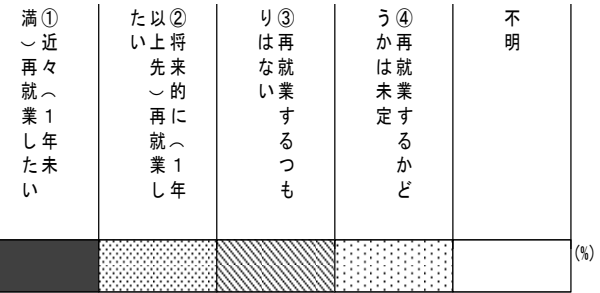 ①近々（1年未
満）再就業したい
②将来的に（1年
以上先）再就業し
たい
③再就業するつも
りはない
④再就業するかど
うかは未定
不明
(%)